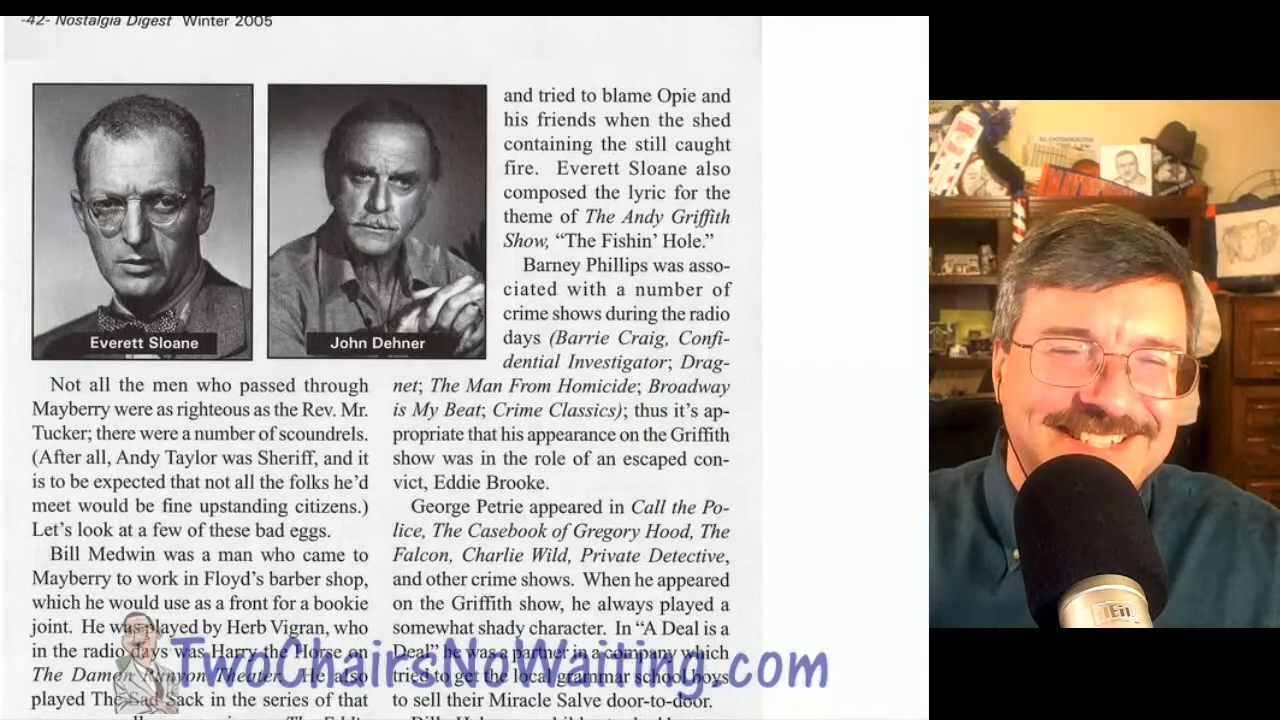 -42- Nostalgia Digest Winter 2005
Everett Sloane
John Dehner
Not all the men who passed through
Mayberry were as righteous as the Rev. Mr.
Tucker; there were a number of scoundrels.
(After all, Andy Taylor was Sheriff, and it
is to be expected that not all the folks he'd
meet would be fine upstanding citizens.)
Let's look at a few of these bad eggs.
Bill Medwin was a man who came to
Mayberry to work in Floyd's barber shop,
which he would use as a front for a bookie
joint. He was played by Herb Vigran, who
in the radio days was Harry the Horse on
The Damon Runyon Theater. He also
played The Sad Sack in the series of that
and tried to blame Opie and
his friends when the shed
containing the still caught
fire. Everett Sloane also
composed the lyric for the
theme of The Andy Griffith
Show, “The Fishin’ Hole.”
Barney Phillips was asso-
ciated with a number of
crime shows during the radio
days (Barrie Craig, Confi-
dential Investigator; Drag-
net; The Man From Homicide; Broadway
is My Beat; Crime Classics); thus it's ap-
propriate that his appearance on the Griffith
show was in the role of an escaped con-
vict, Eddie Brooke.
George Petrie appeared in Call the Po-
lice, The Casebook of Gregory Hood, The
Falcon, Charlie Wild, Private Detective,
and other crime shows. When he appeared
on the Griffith show, he always played a
somewhat shady character. In “A Deal is a
Deal” he was a partner in a company which
tried to get the local grammar school boys
to sell their Miracle Salve door-to-door.
TwoChairsNoWaiting.com